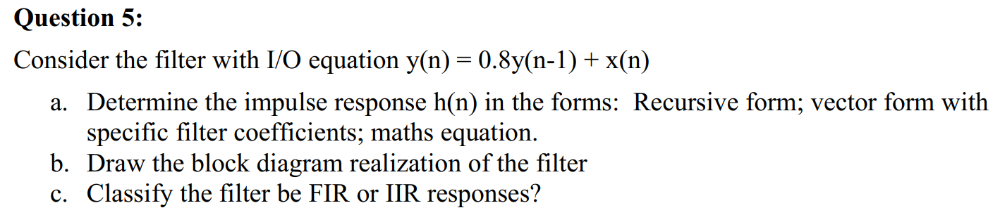 Question 5:
Consider the filter with I/O equation y(n) = 0.8y(n-1) + x(n)
a. Determine the impulse response h(n) in the forms: Recursive form; vector form with
specific filter coefficients; maths equation.
b. Draw the block diagram realization of the filter
c. Classify the filter be FIR or IIR responses?